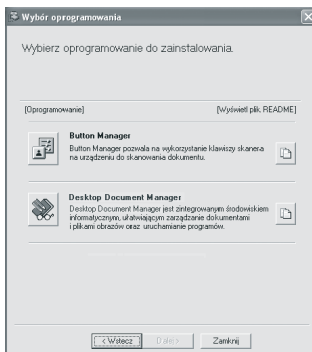 Wybór oprogramowania
Wybierz oprogramowanie do zainstalowania.
[Oprogramowanie] [Wyświetl plik README]
Button Manager
Button Manager pozwala na wykorzystanie klawiszy skanera
na urządzeniu do skanowania dokumentu.
Desktop Document Manager
Desktop Document Manager jest zintegrowanym środowiskiem
informatycznym, ułatwiającym zarządzanie dokumentami
i plikami obrazów oraz uruchamianie programów.
< Wstecz Dalej > Zamknij